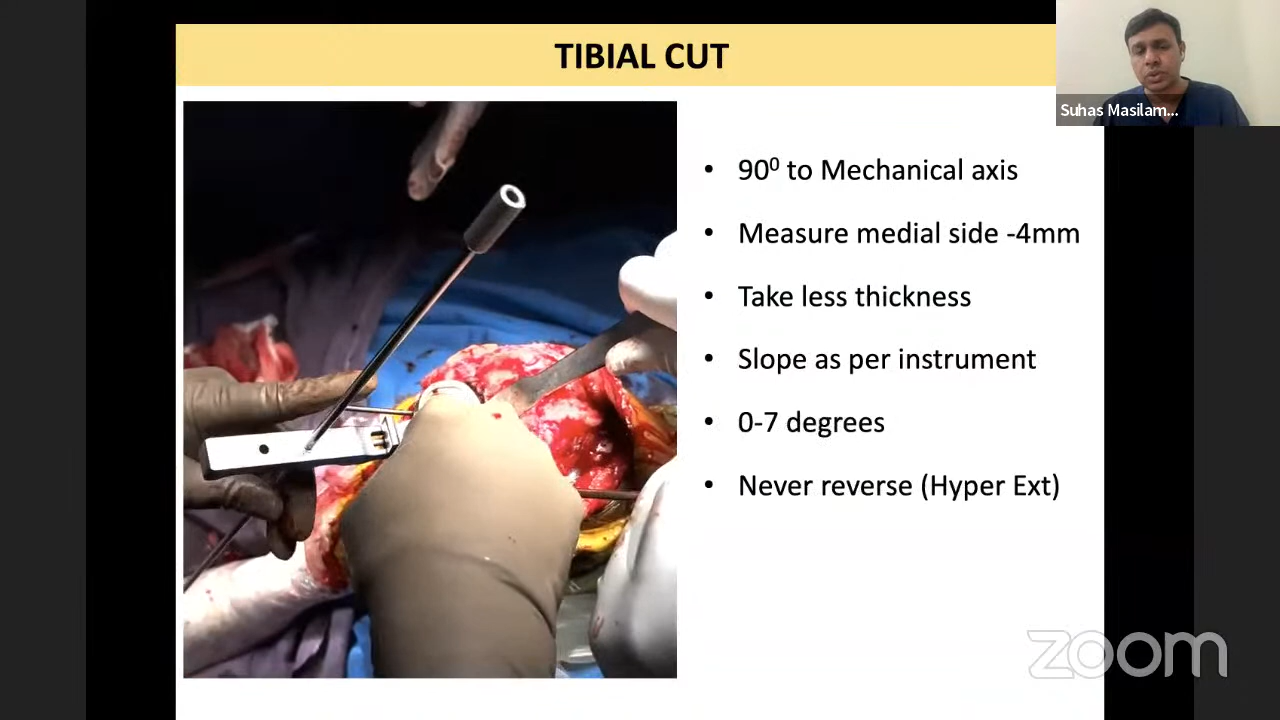 TIBIAL CUT
Suhas Masilam...
• 90⁰ to Mechanical axis
• Measure medial side -4mm
• Take less thickness
• Slope as per instrument
• 0-7 degrees
• Never reverse (Hyper Ext)
zoom